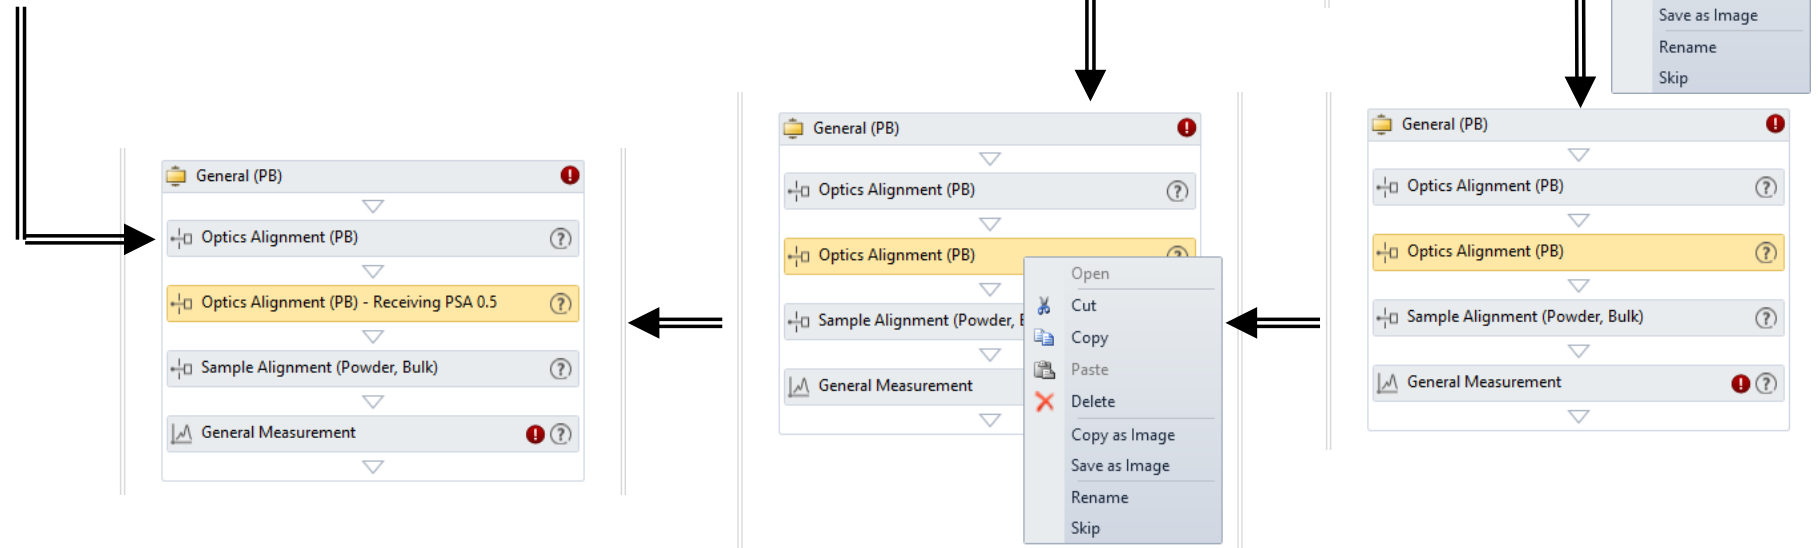 Save as Image
Rename
Skip
General (PB)
Optics Alignment (PB)
Optics Alignment (PB) - Receiving PSA 0.5
Sample Alignment (Powder, Bulk)
General Measurement
General (PB)
Optics Alignment (PB)
Optics Alignment (PB)
Sample Alignment (Powder,
General Measurement
Open
Cut
Copy
Paste
Delete
Copy as Image
Save as Image
Rename
Skip
General (PB)
Optics Alignment (PB)
Optics Alignment (PB)
Sample Alignment (Powder, Bulk)
General Measurement